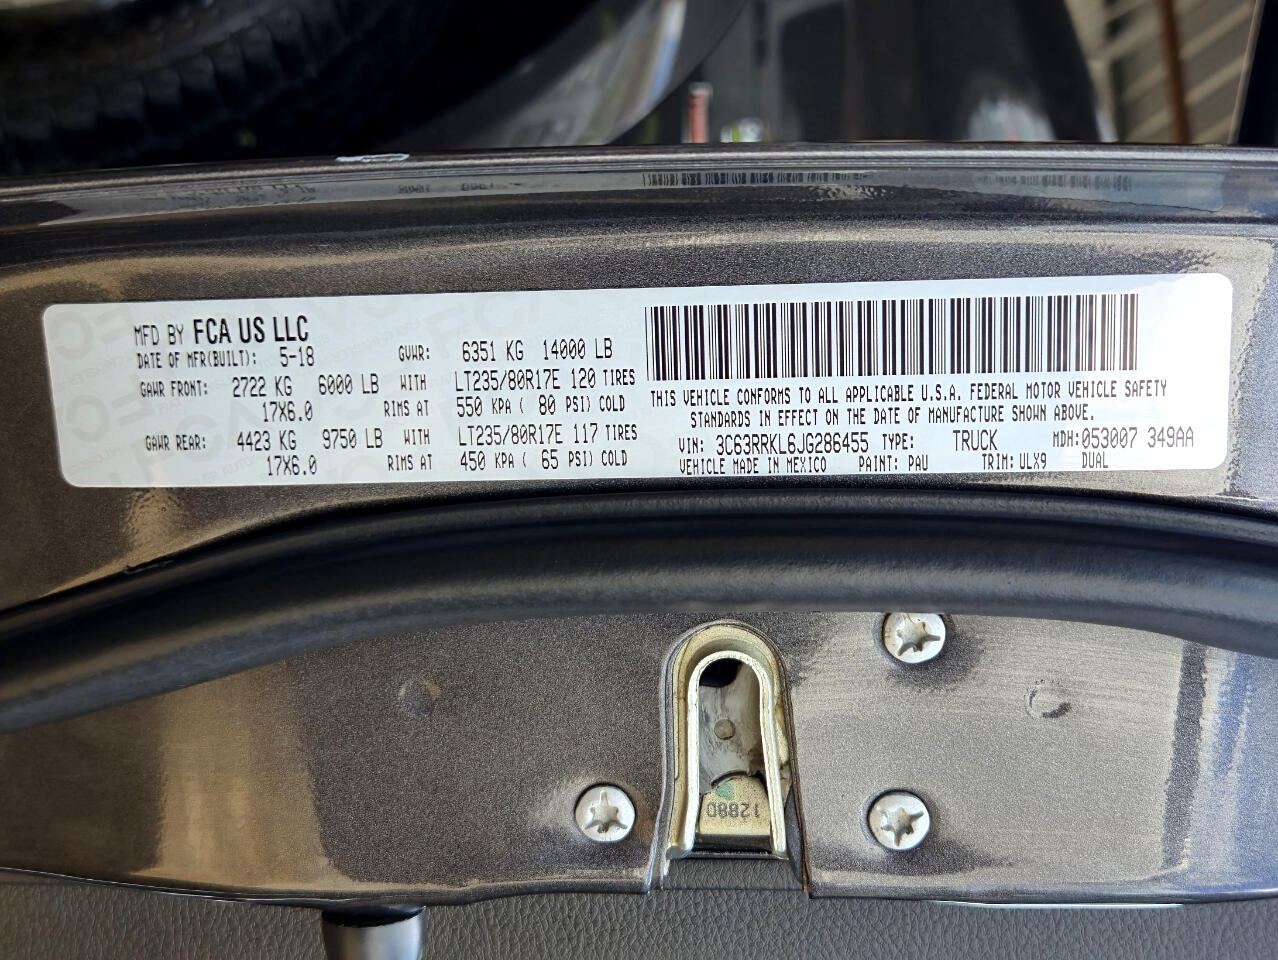 MFD BY FCA US LLC
DATE OF MFR(BUILT): 5-18 GVWR: 6351 KG 14000 LB
GAWR FRONT: 2722 KG 6000 LB WITH LT235/80R17E 120 TIRES
17X6.0 RIMS AT 550 KPA ( 80 PSI) COLD
GAWR REAR: 4423 KG 9750 LB WITH LT235/80R17E 117 TIRES
17X6.0 RIMS AT 450 KPA ( 65 PSI) COLD
THIS VEHICLE CONFORMS TO ALL APPLICABLE U.S.A. FEDERAL MOTOR VEHICLE SAFETY
STANDARDS IN EFFECT ON THE DATE OF MANUFACTURE SHOWN ABOVE.
VIN: 3C63RRKL6JG286455 TYPE: TRUCK MDH:053007 349AA
VEHICLE MADE IN MEXICO PAINT: PAU TRIM: ULX9 DUAL
12880